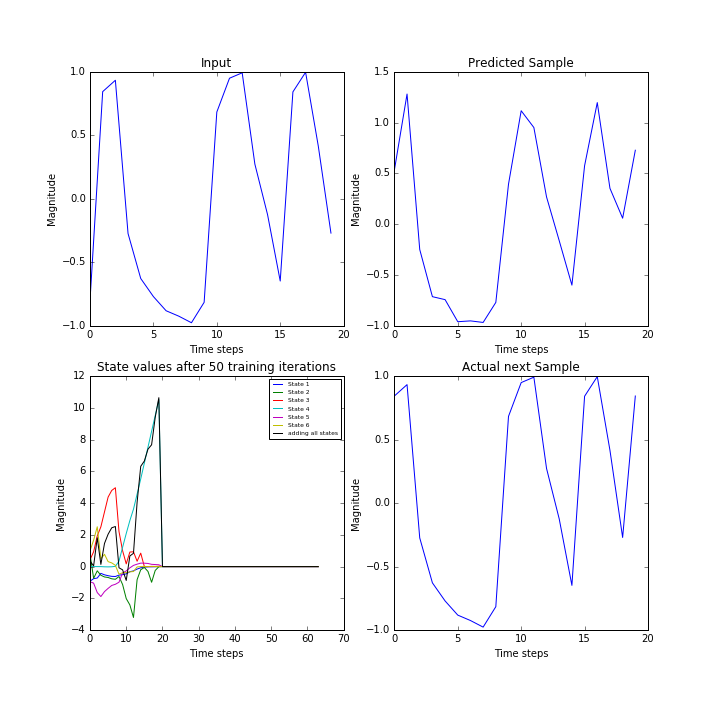 Input
1.0
0.5
0.0
−0.5
−1.0
Magnitude
0 5 10 15 20
Time steps
Predicted Sample
1.5
1.0
0.5
0.0
−0.5
−1.0
Magnitude
0 5 10 15 20
Time steps
State values after 50 training iterations
12
10
8
6
4
2
0
−2
−4
Magnitude
State 1
State 2
State 3
State 4
State 5
State 6
adding all states
0 10 20 30 40 50 60 70
Time steps
Actual next Sample
1.0
0.5
0.0
−0.5
−1.0
Magnitude
0 5 10 15 20
Time steps